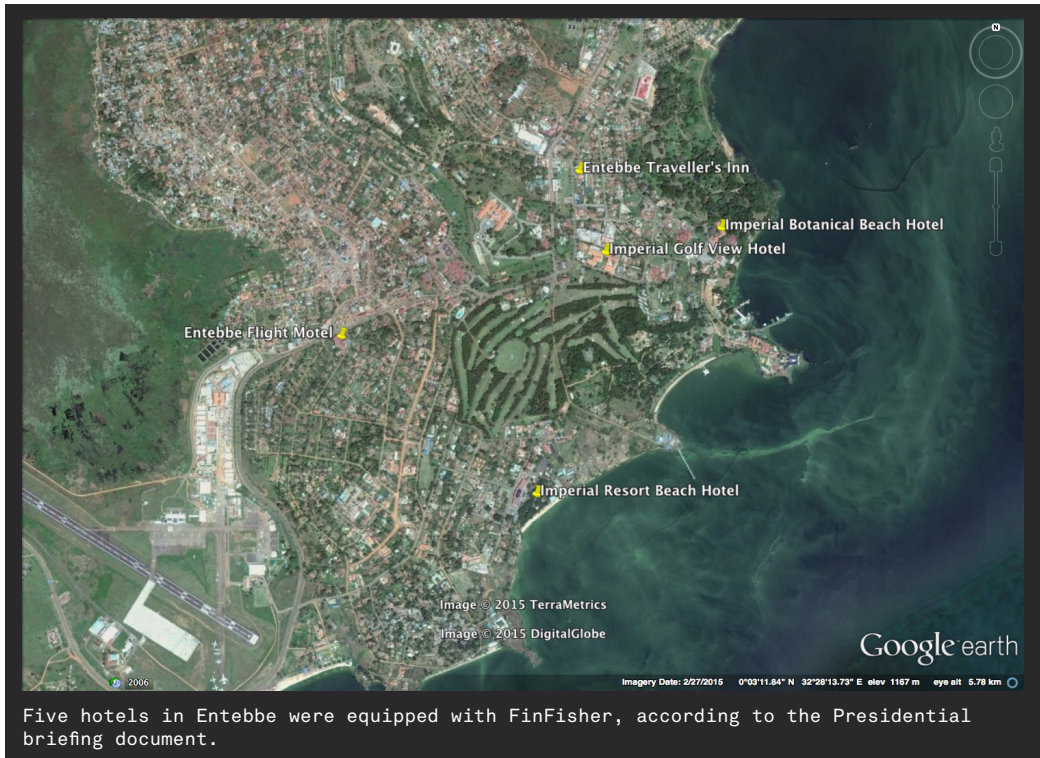 N
Entebbe Traveller's Inn
Imperial Botanical Beach Hotel
Imperial Golf View Hotel
Entebbe Flight Motel
Imperial Resort Beach Hotel
Image © 2015 TerraMetrics
Image © 2015 DigitalGlobe
Google earth
2006
Imagery Date: 2/27/2015 0°03'11.84" N 32°28'13.73" E elev 1167 m eye alt 5.78 km
Five hotels in Entebbe were equipped with FinFisher, according to the Presidential
briefing document.